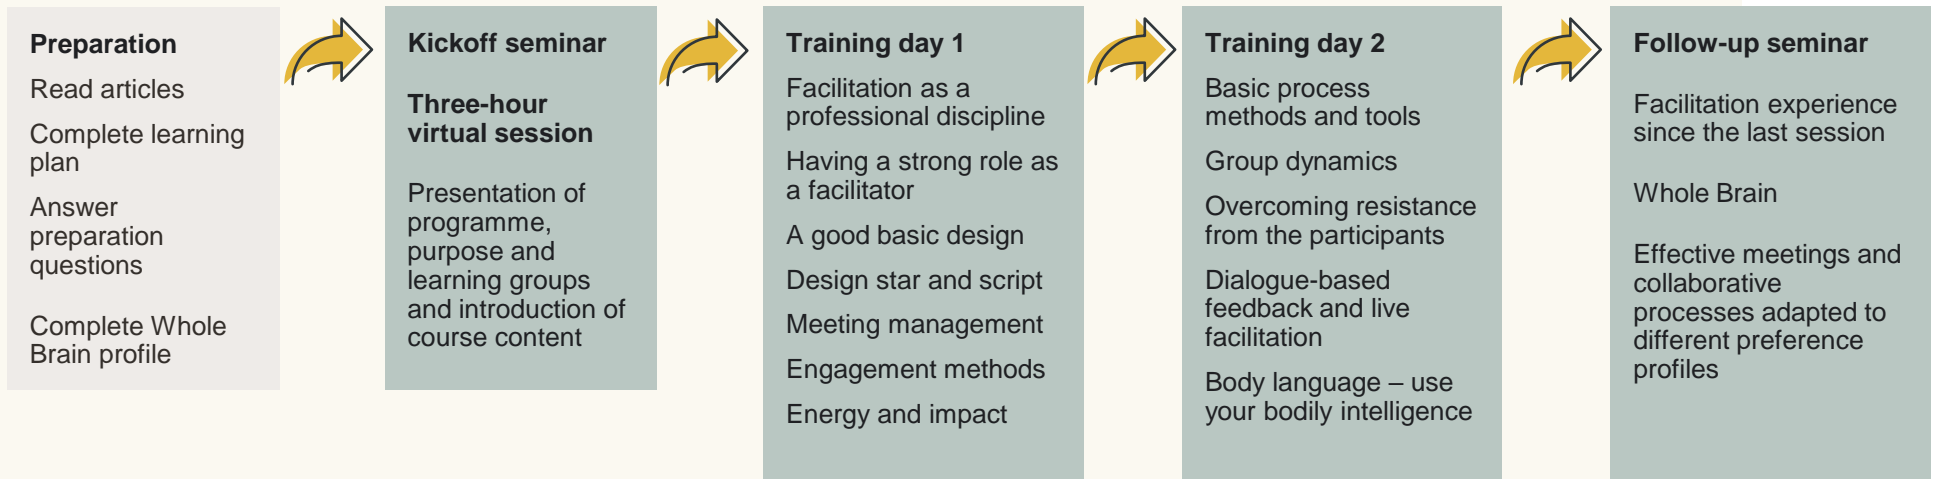 Preparation
Read articles
Complete learning
plan
Answer
preparation
questions
Complete Whole
Brain profile
Kickoff seminar
Three-hour
virtual session
Presentation of
programme,
purpose and
learning groups
and introduction of
course content
Training day 1
Facilitation as a
professional discipline
Having a strong role as
a facilitator
A good basic design
Design star and script
Meeting management
Engagement methods
Energy and impact
Training day 2
Basic process
methods and tools
Group dynamics
Overcoming resistance
from the participants
Dialogue-based
feedback and live
facilitation
Body language – use
your bodily intelligence
Follow-up seminar
Facilitation experience
since the last session
Whole Brain
Effective meetings and
collaborative
processes adapted to
different preference
profiles